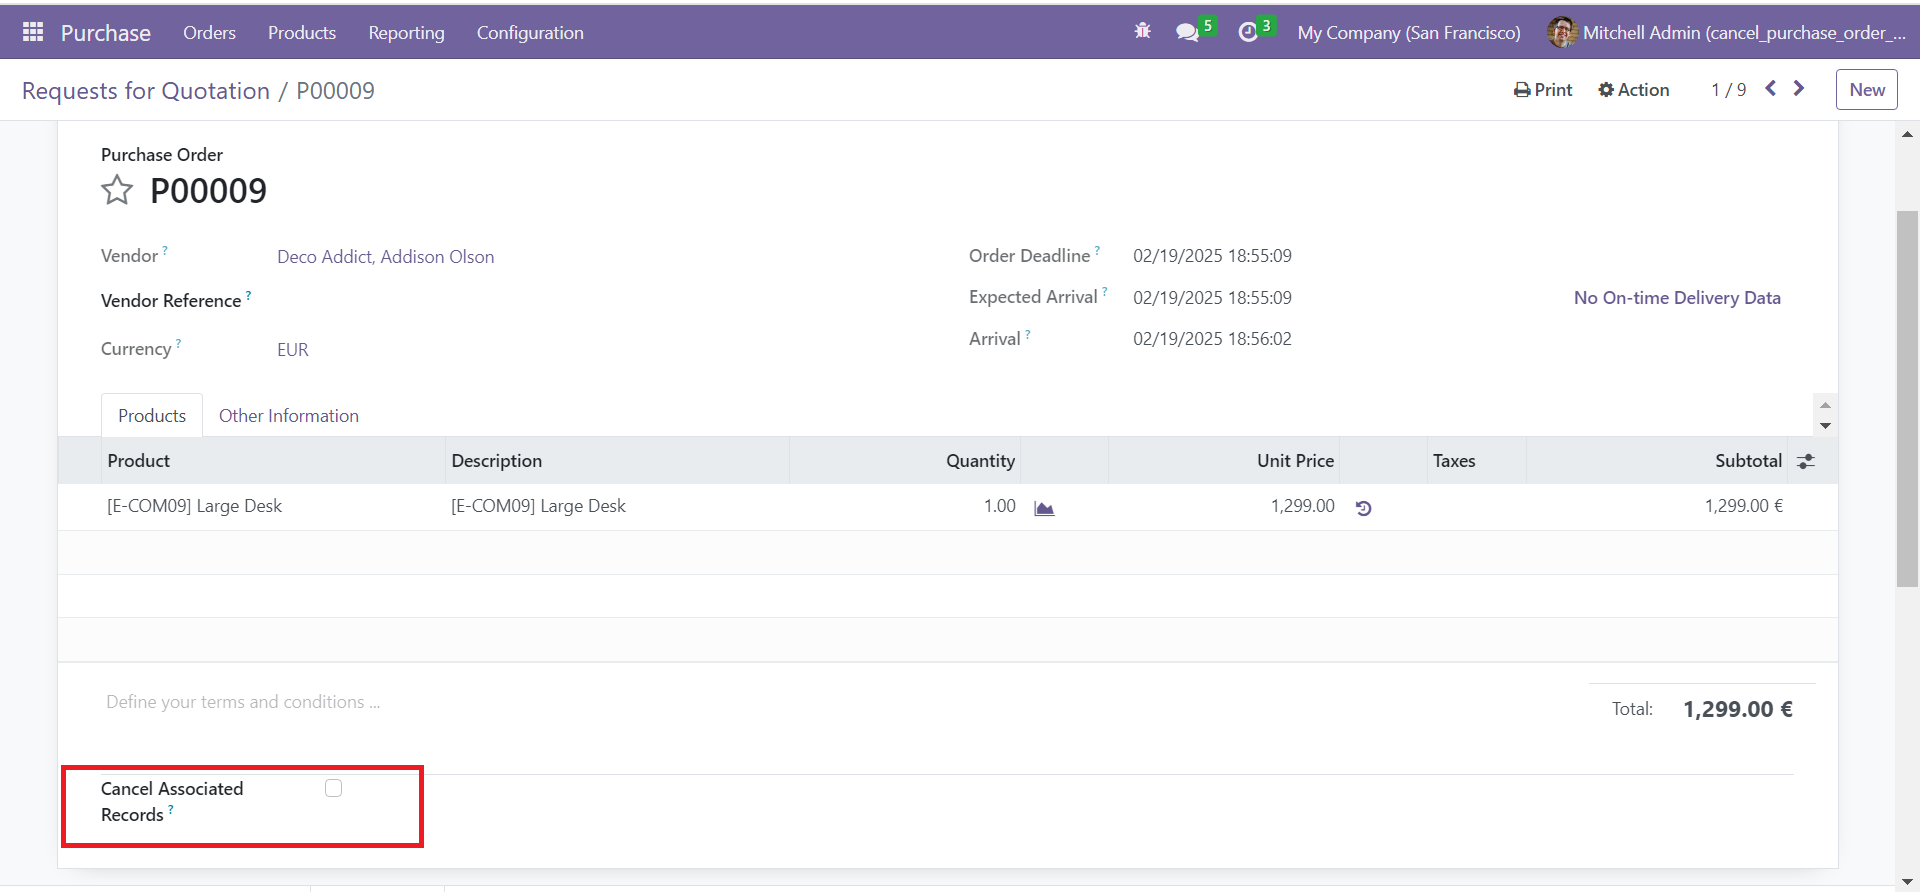 Purchase Orders Products Reporting Configuration 5 3 My Company (San Francisco) Mitchell Admin (cancel_purchase_order_...
Requests for Quotation / P00009 Print Action 1 / 9 New
Purchase Order
P00009
Vendor ? Deco Addict, Addison Olson Order Deadline ? 02/19/2025 18:55:09
Vendor Reference ? Expected Arrival ? 02/19/2025 18:55:09 No On-time Delivery Data
Currency ? EUR Arrival ? 02/19/2025 18:56:02
Products Other Information
Product Description Quantity Unit Price Taxes Subtotal
[E-COM09] Large Desk [E-COM09] Large Desk 1.00 1,299.00 1,299.00 €
Define your terms and conditions ... Total: 1,299.00 €
Cancel Associated
Records ?